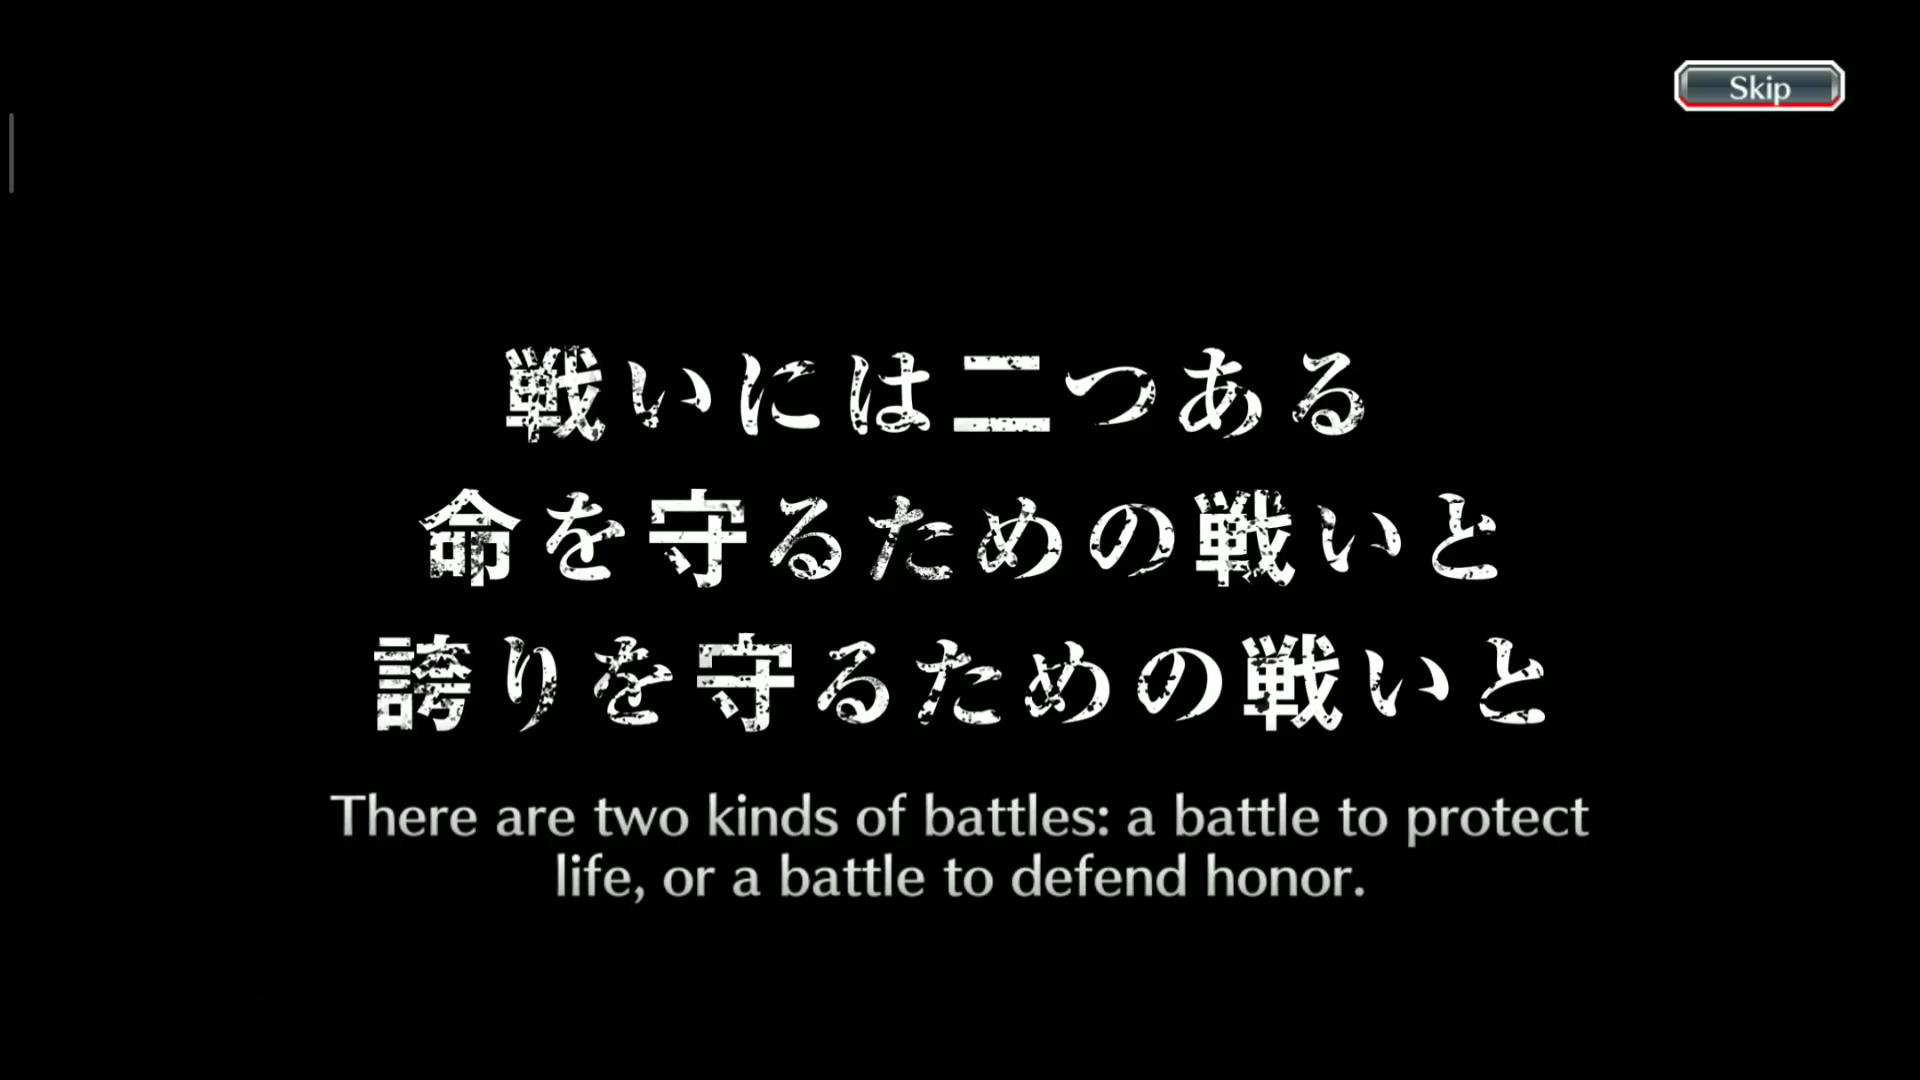 Skip
戦いには二つある
命を守るための戦いと
誇りを守るための戦いと
There are two kinds of battles: a battle to protect
life, or a battle to defend honor.